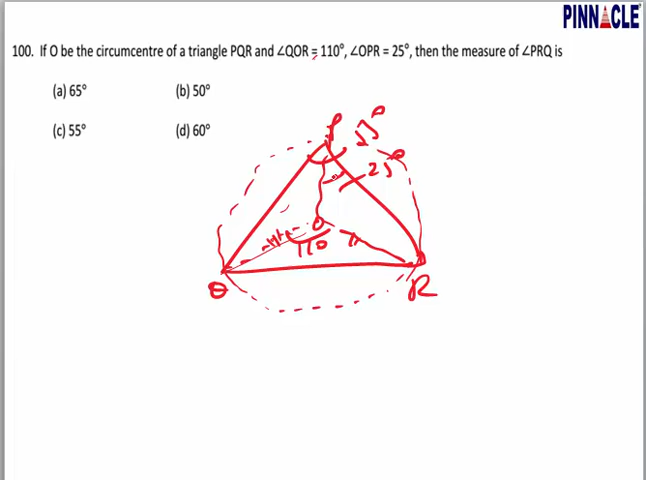 PINNACLE
100. If O be the circumcentre of a triangle PQR and ∠QOR = 110°, ∠OPR = 25°, then the measure of ∠PRQ is
(a) 65° (b) 50°
(c) 55° (d) 60°
P 55°
25°
O
110
Q R